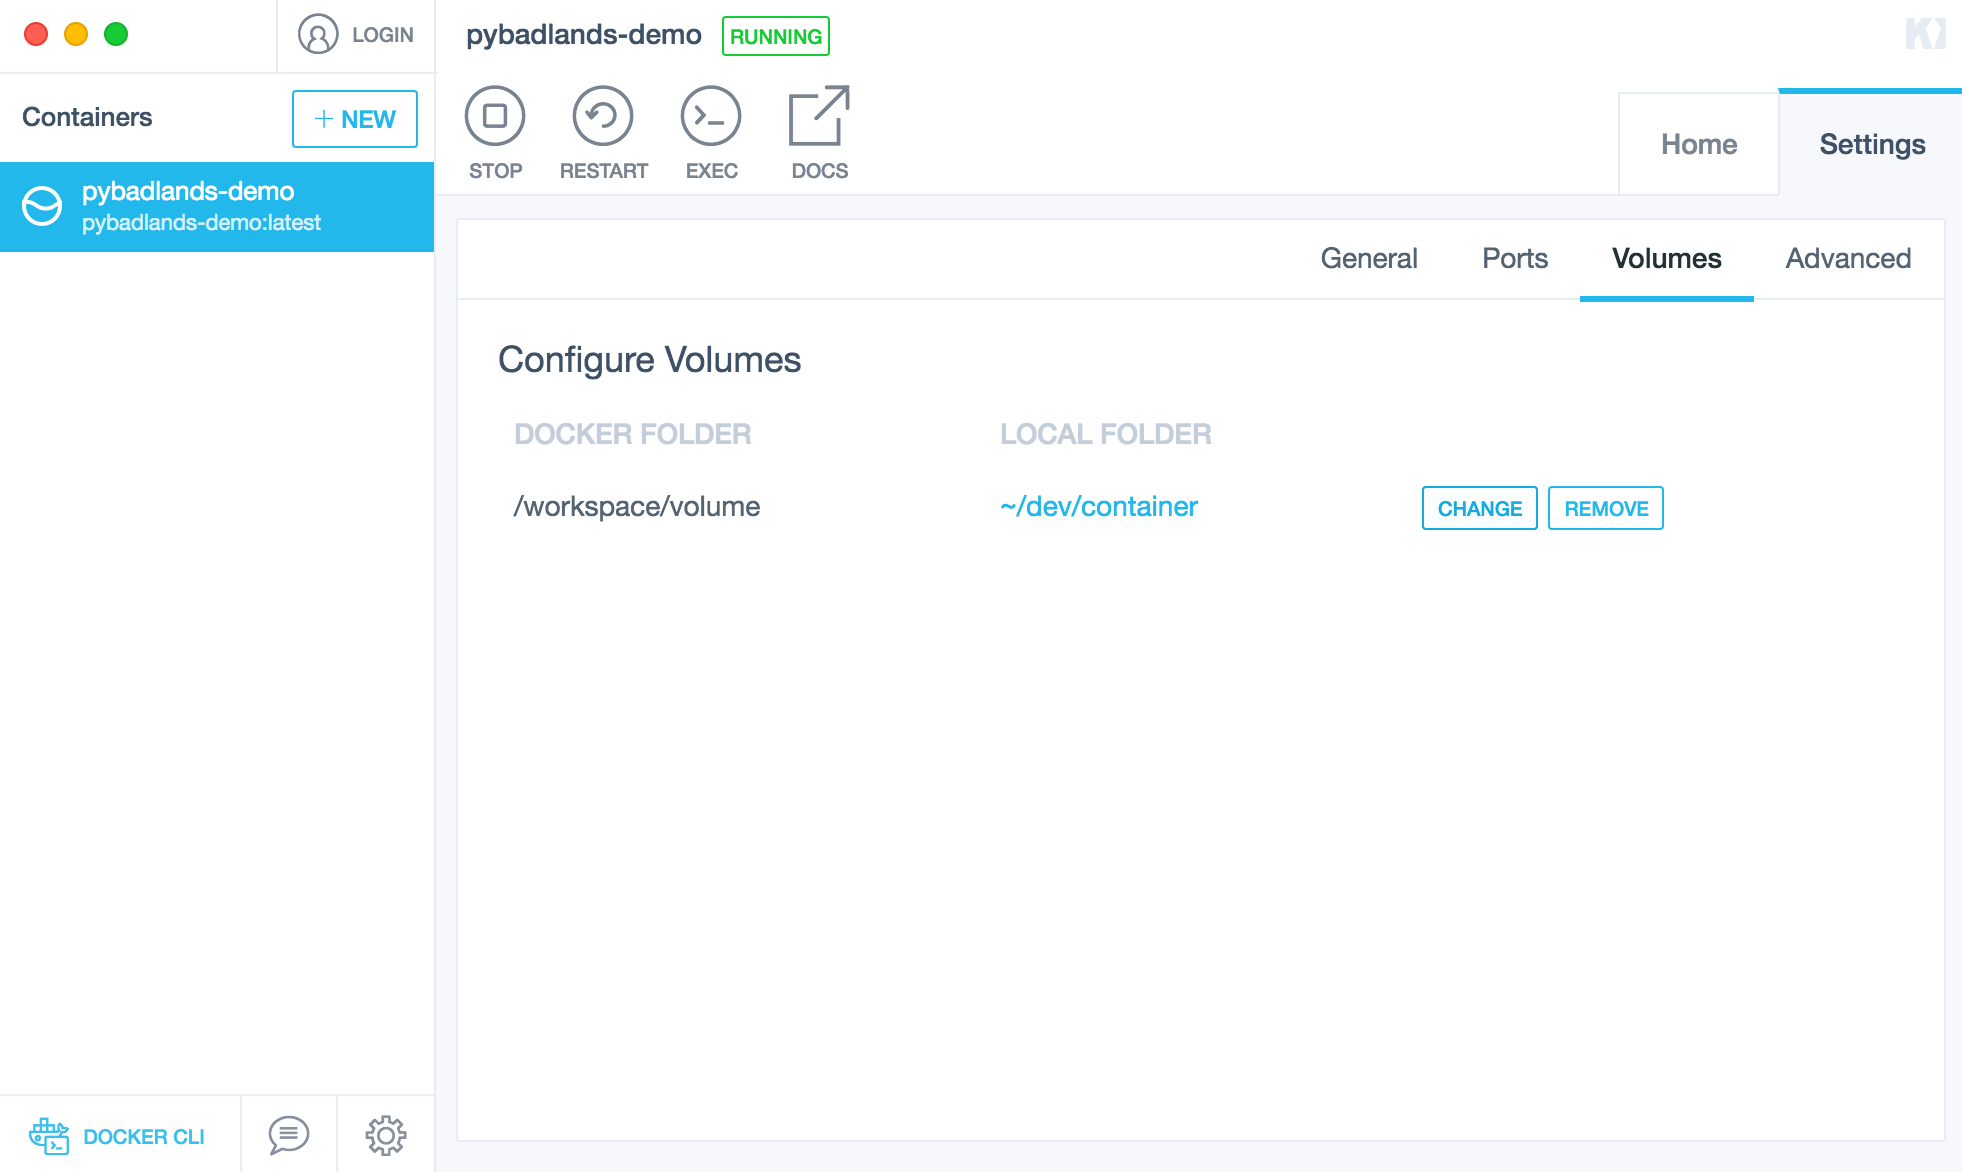 LOGIN
pybadlands-demo RUNNING
Containers
+ NEW
pybadlands-demo
pybadlands-demo:latest
STOP RESTART EXEC DOCS
Home Settings
General Ports Volumes Advanced
Configure Volumes
DOCKER FOLDER LOCAL FOLDER
/workspace/volume ~/dev/container CHANGE REMOVE
DOCKER CLI